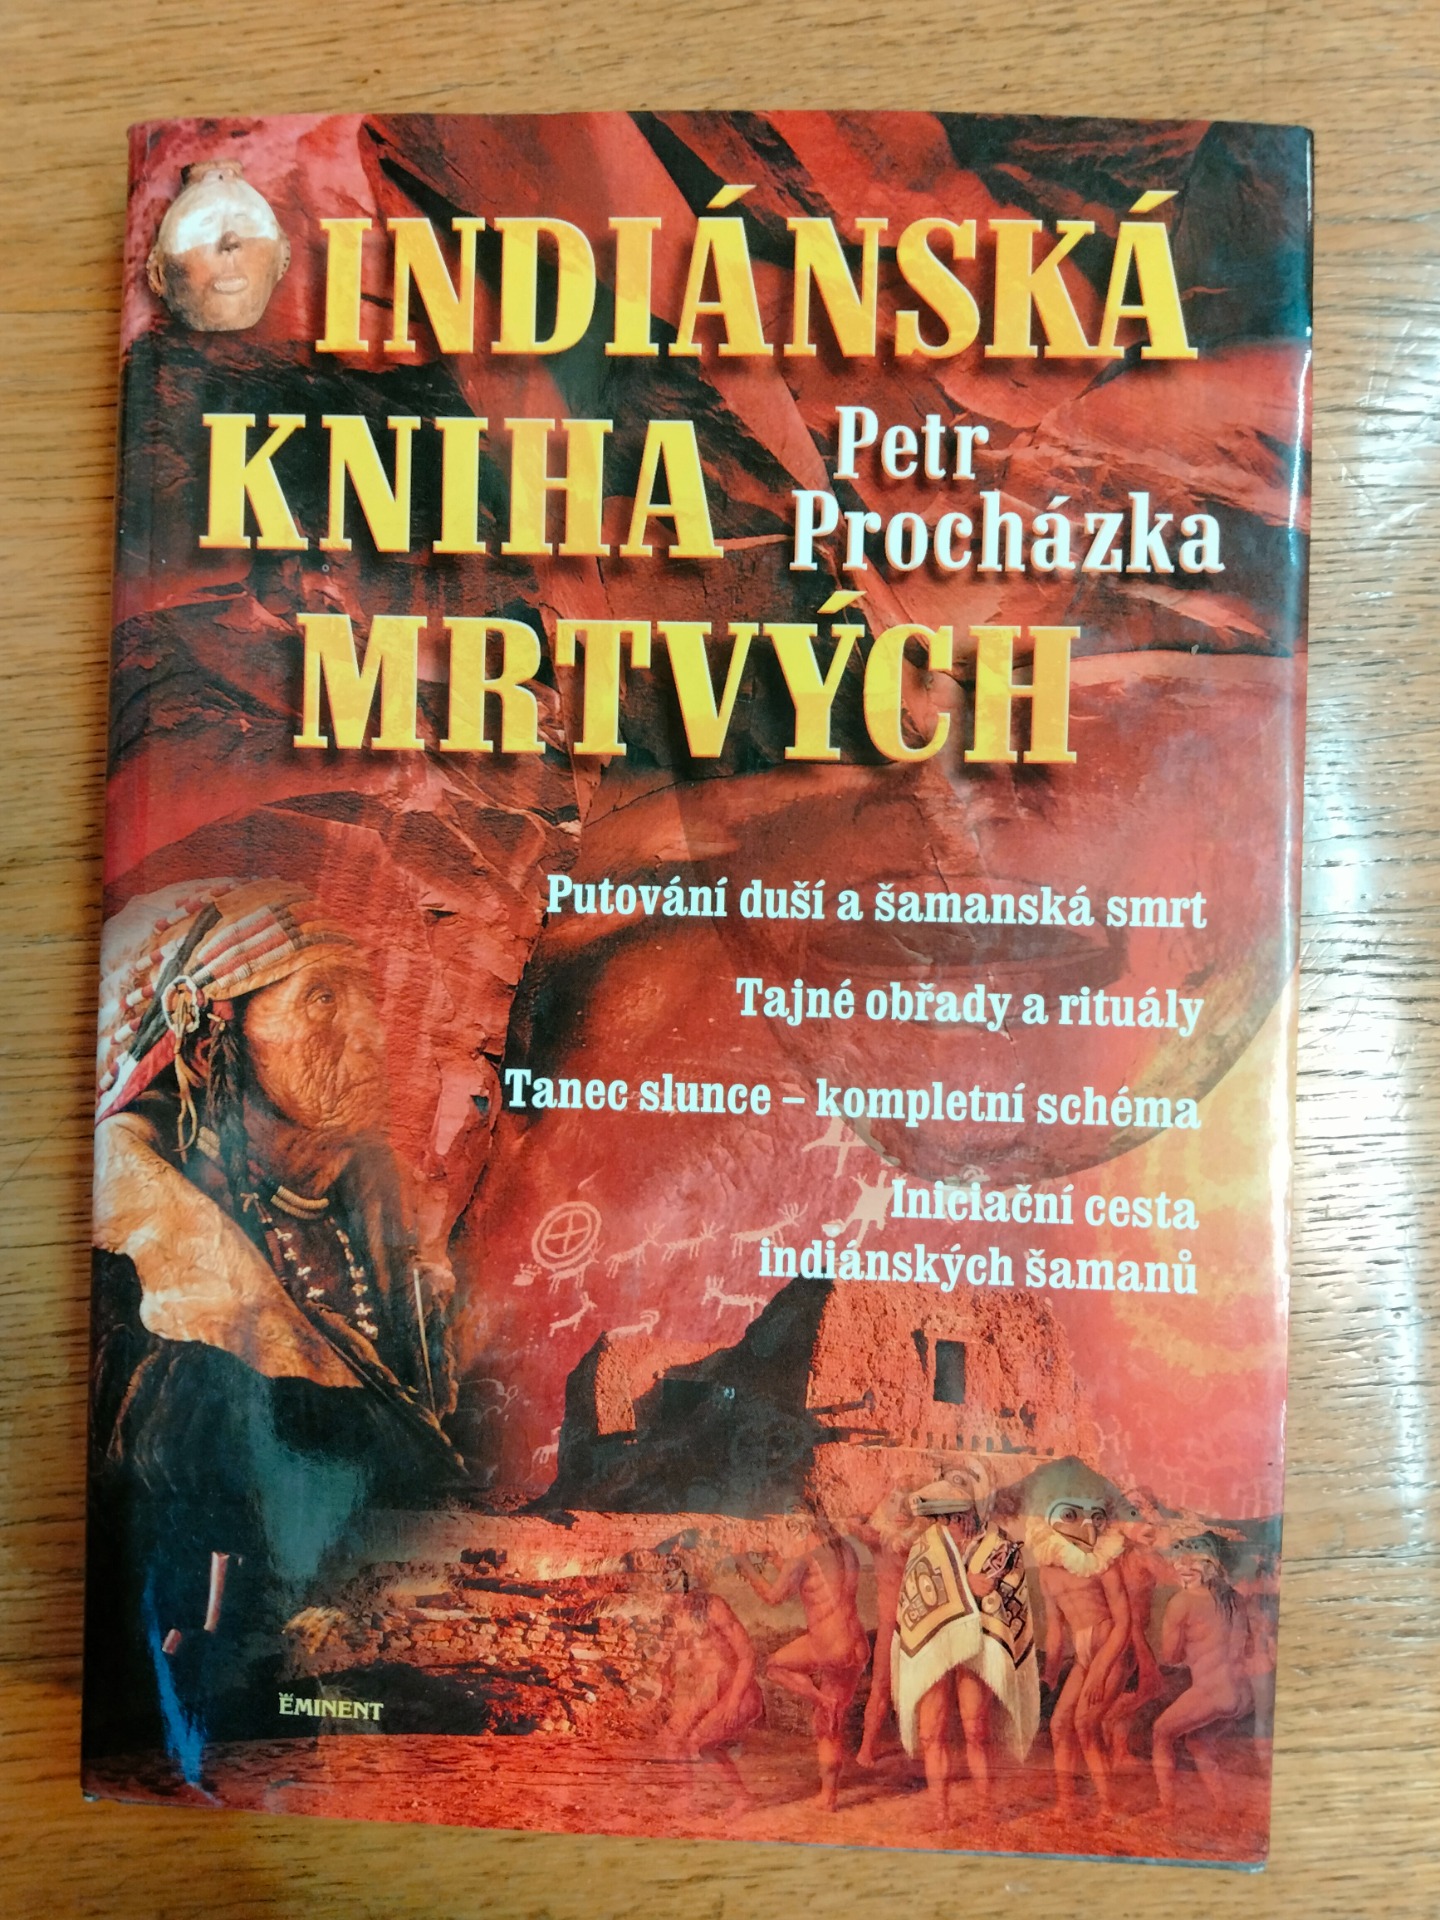 INDIÁNSKÁ
KNIHA
MRTVÝCH
Petr
Procházka
Putování duší a šamanská smrt
Tajné obřady a rituály
Tanec slunce – kompletní schéma
Iniciační cesta
indiánských šamanů
EMINENT